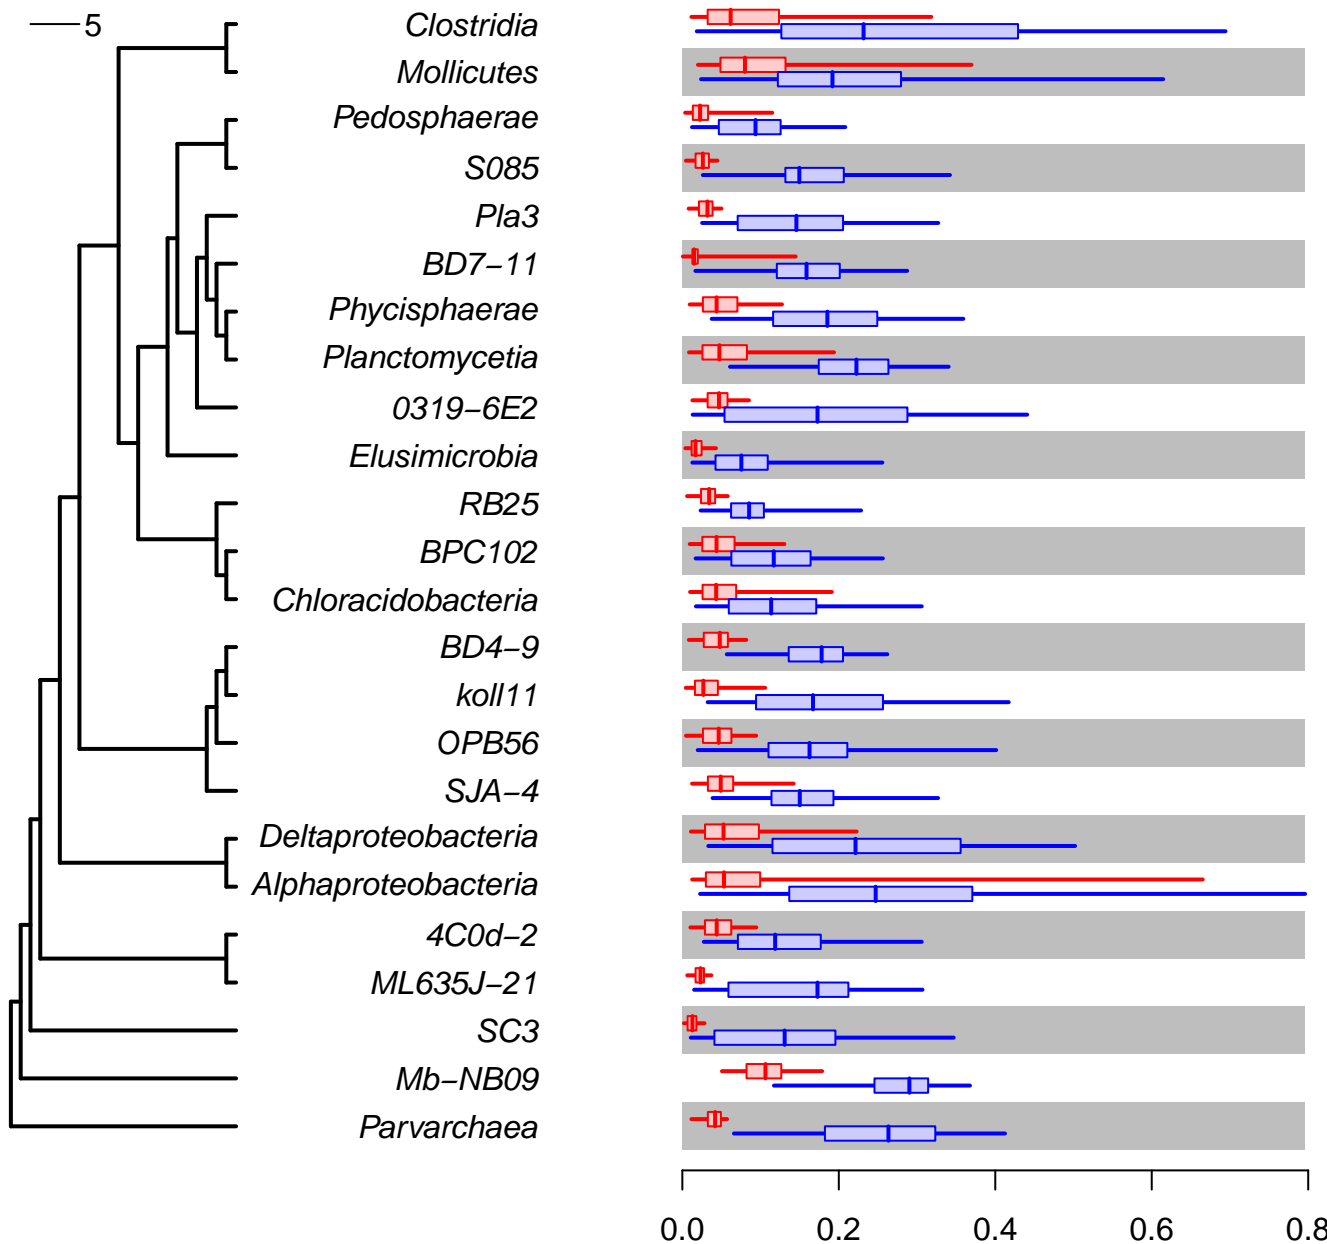 5
Clostridia
Mollicutes
Pedosphaerae
S085
Pla3
BD7−11
Phycisphaerae
Planctomycetia
0319−6E2
Elusimicrobia
RB25
BPC102
Chloracidobacteria
BD4−9
koll11
OPB56
SJA−4
Deltaproteobacteria
Alphaproteobacteria
4C0d−2
ML635J−21
SC3
Mb−NB09
Parvarchaea
0.0 0.2 0.4 0.6 0.8